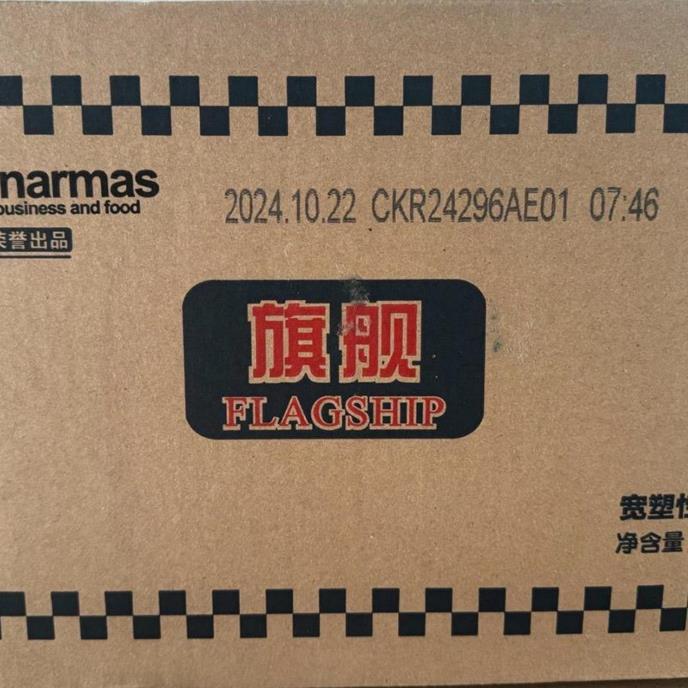 narmas
business and food
荣誉出品
2024.10.22 CKR24296AE01 07:46
旗舰
FLAGSHIP
宽塑性
净含量